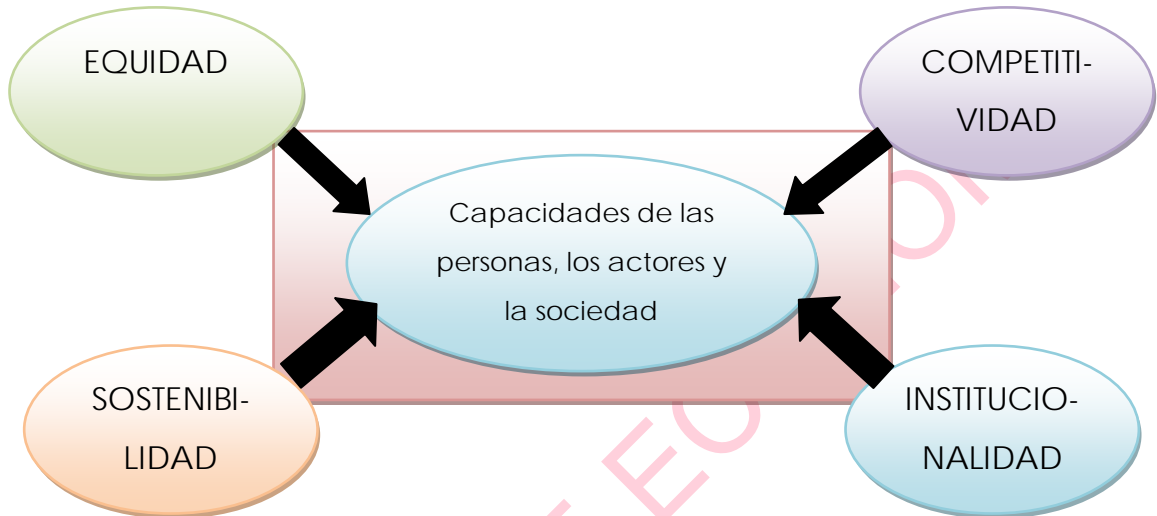 EQUIDAD
COMPETITI-
VIDAD
Capacidades de las
personas, los actores y
la sociedad
SOSTENIBI-
LIDAD
INSTITUCIO-
NALIDAD